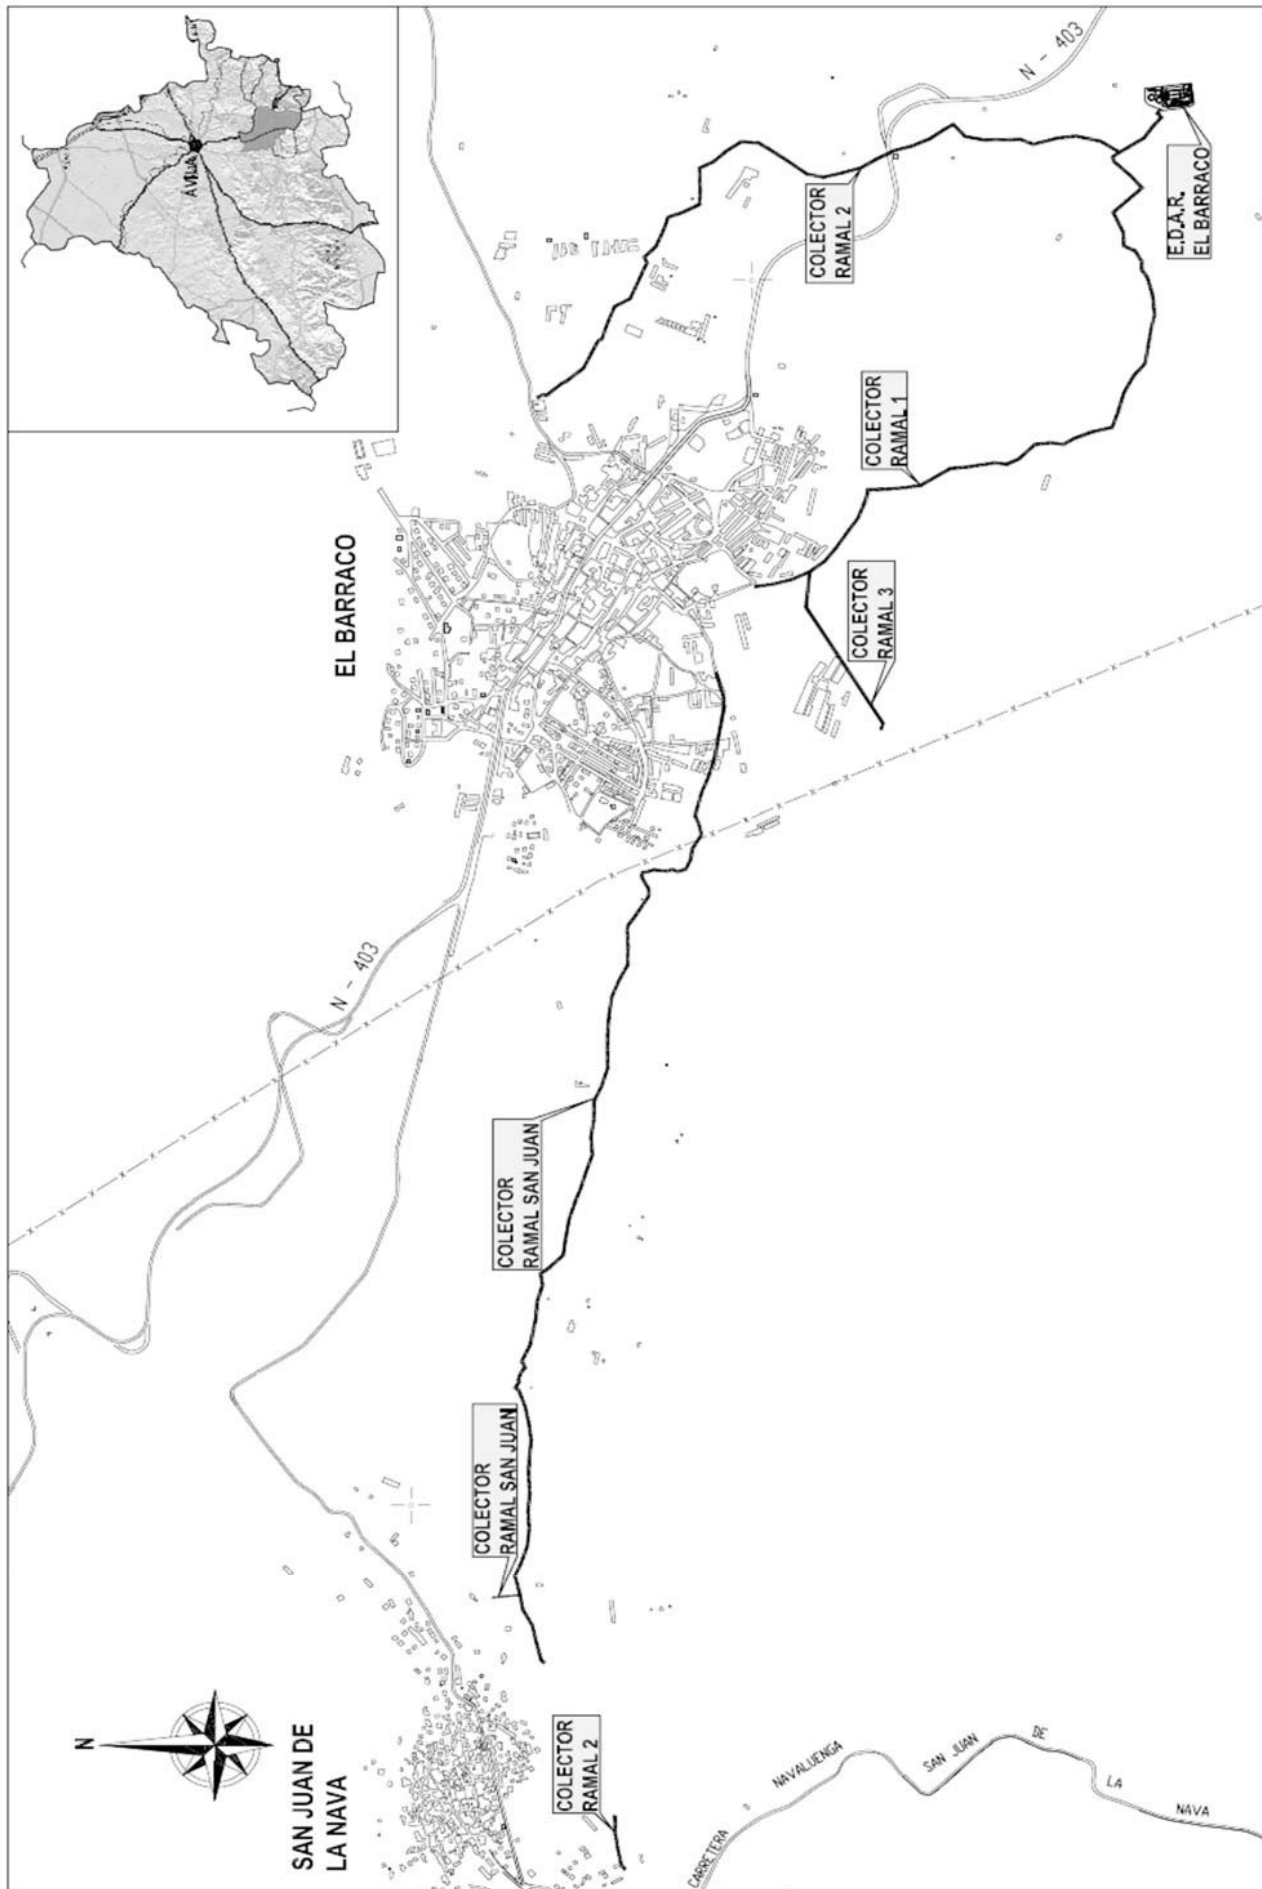 ÁVILA
N - 403
EL BARRACO
COLECTOR
RAMAL 2
E.D.A.R.
EL BARRACO
COLECTOR
RAMAL 1
COLECTOR
RAMAL 3
N - 403
COLECTOR
RAMAL SAN JUAN
COLECTOR
RAMAL SAN JUAN
N
SAN JUAN DE
LA NAVA
COLECTOR
RAMAL 2
CARRETERA NAVALUENGA SAN JUAN DE LA NAVA